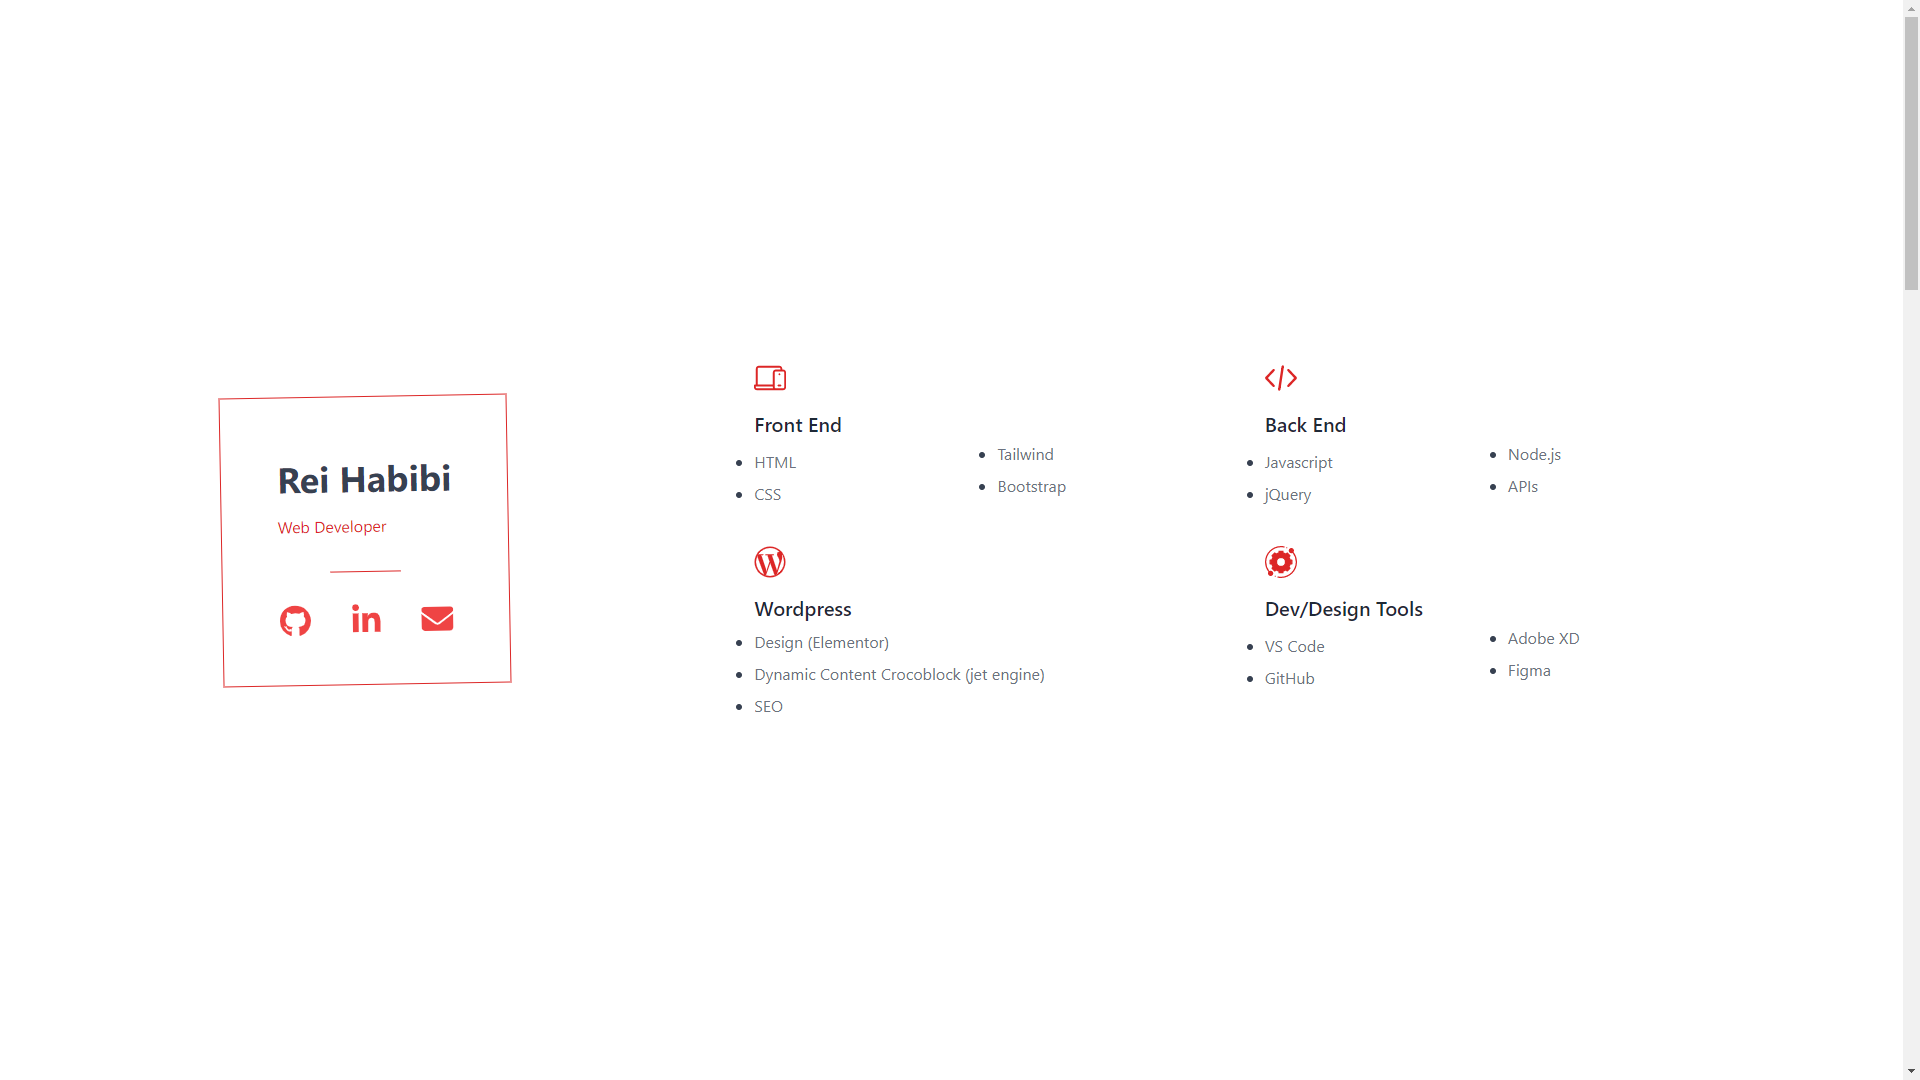 Rei Habibi
Web Developer
Front End
HTML
CSS
Tailwind
Bootstrap
Back End
Javascript
jQuery
Node.js
APIs
Wordpress
Design (Elementor)
Dynamic Content Crocoblock (jet engine)
SEO
Dev/Design Tools
VS Code
GitHub
Adobe XD
Figma